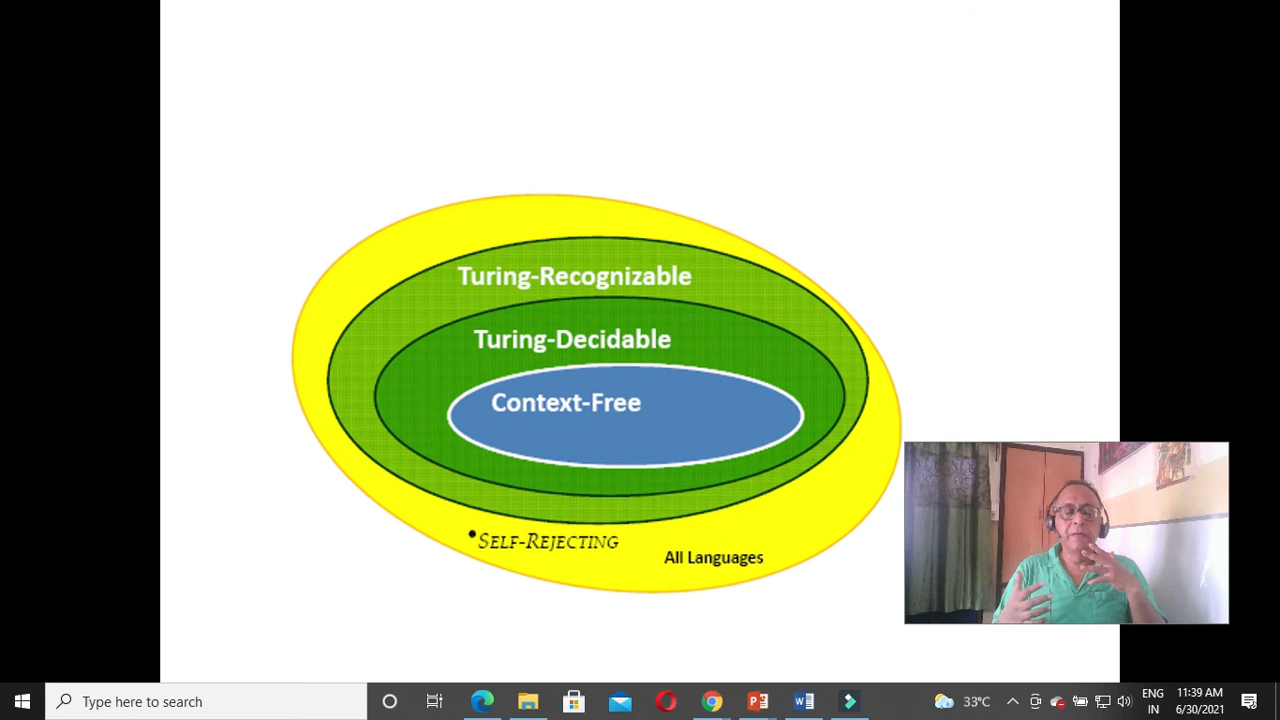 Turing-Recognizable
Turing-Decidable
Context-Free
•SELF-REJECTING
All Languages
Type here to search
33°C
ENG
IN
11:39 AM
6/30/2021